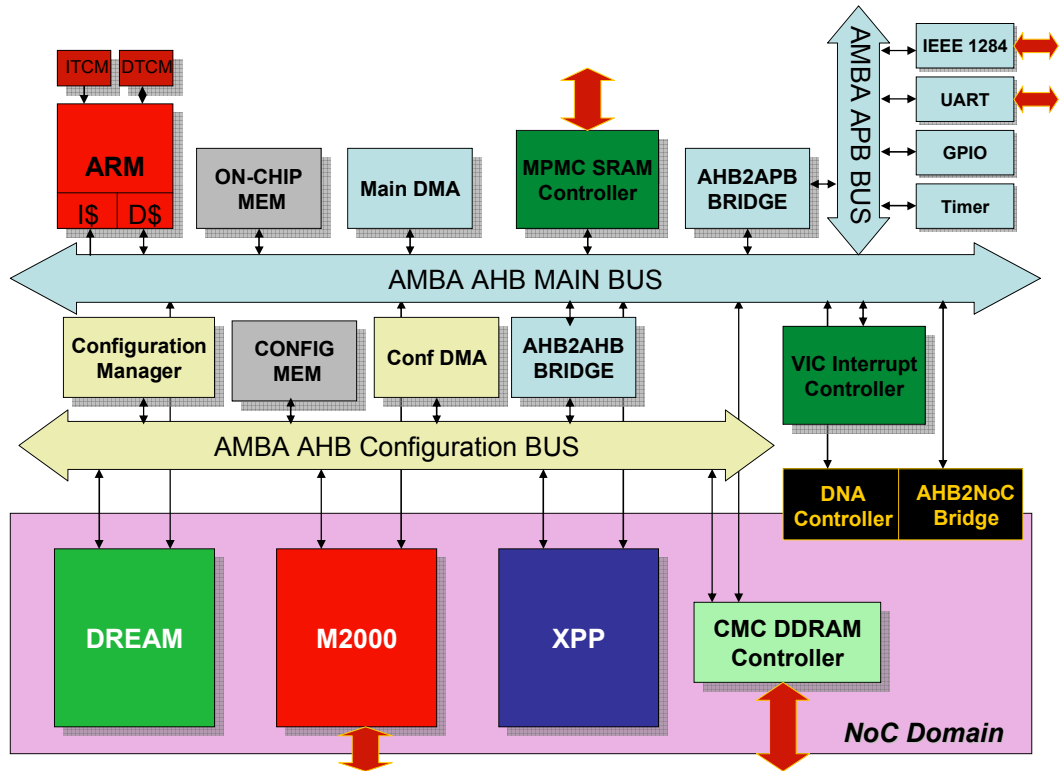 ITCM
DTCM
ARM
I$
D$
ON-CHIP
MEM
Main DMA
MPMC SRAM
Controller
AHB2APB
BRIDGE
AMBA APB BUS
IEEE 1284
UART
GPIO
Timer
AMBA AHB MAIN BUS
Configuration
Manager
CONFIG
MEM
Conf DMA
AHB2AHB
BRIDGE
VIC Interrupt
Controller
AMBA AHB Configuration BUS
DNA
Controller
AHB2NoC
Bridge
DREAM
M2000
XPP
CMC DDRAM
Controller
NoC Domain